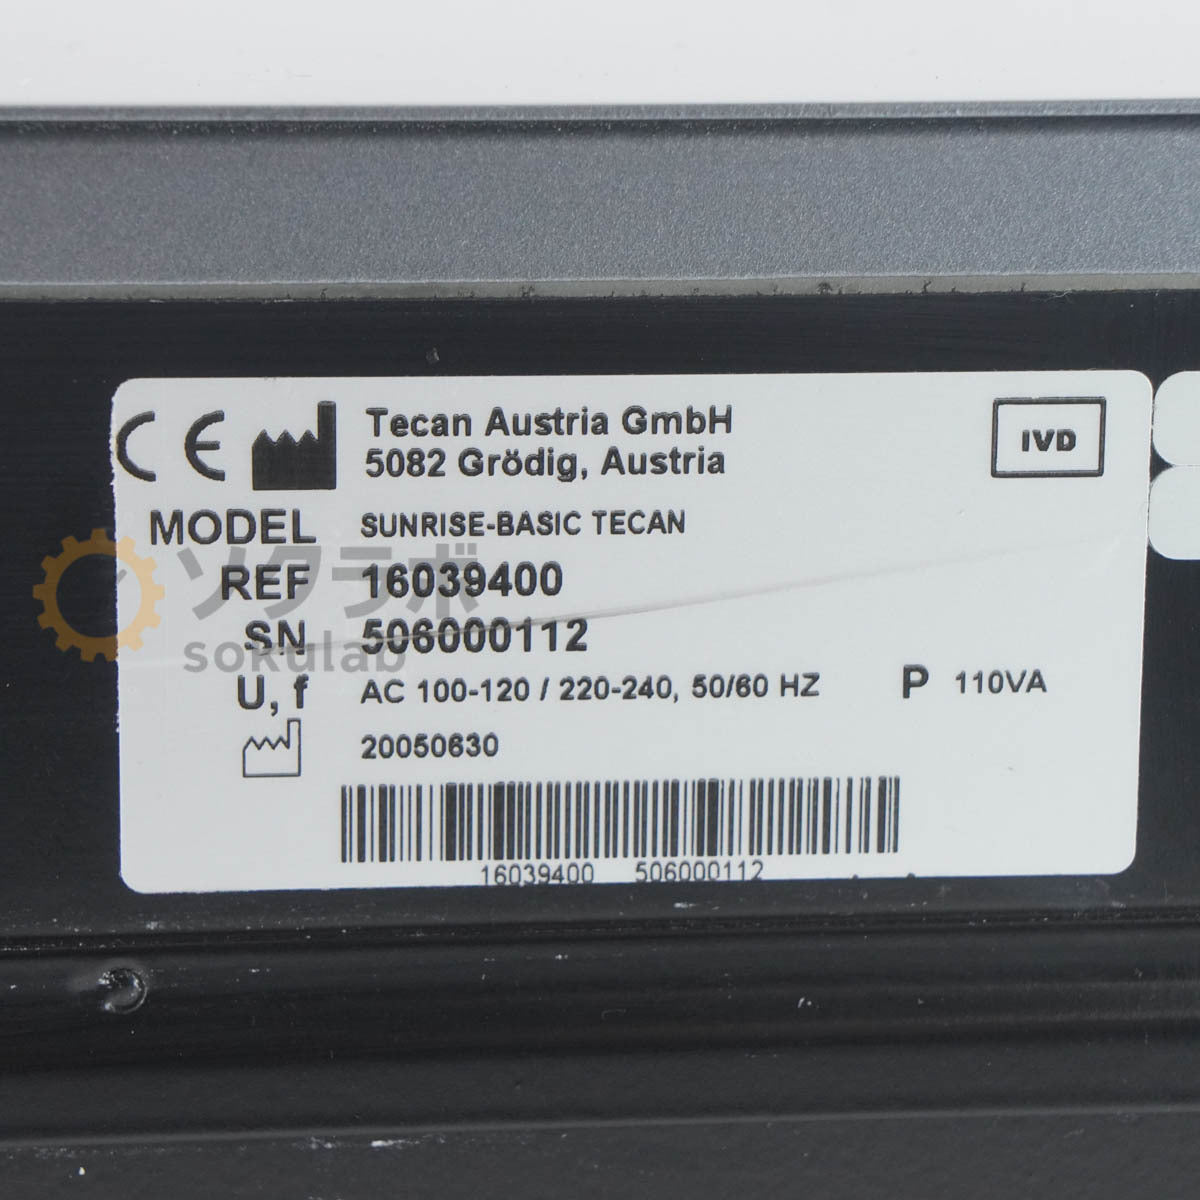 CE Tecan Austria GmbH IVD
5082 Grödig, Austria
MODEL SUNRISE-BASIC TECAN
REF 16039400
ソクラボ
SN 506000112
sokulab
U, f AC 100-120 / 220-240, 50/60 HZ P 110VA
20050630
16039400 506000112